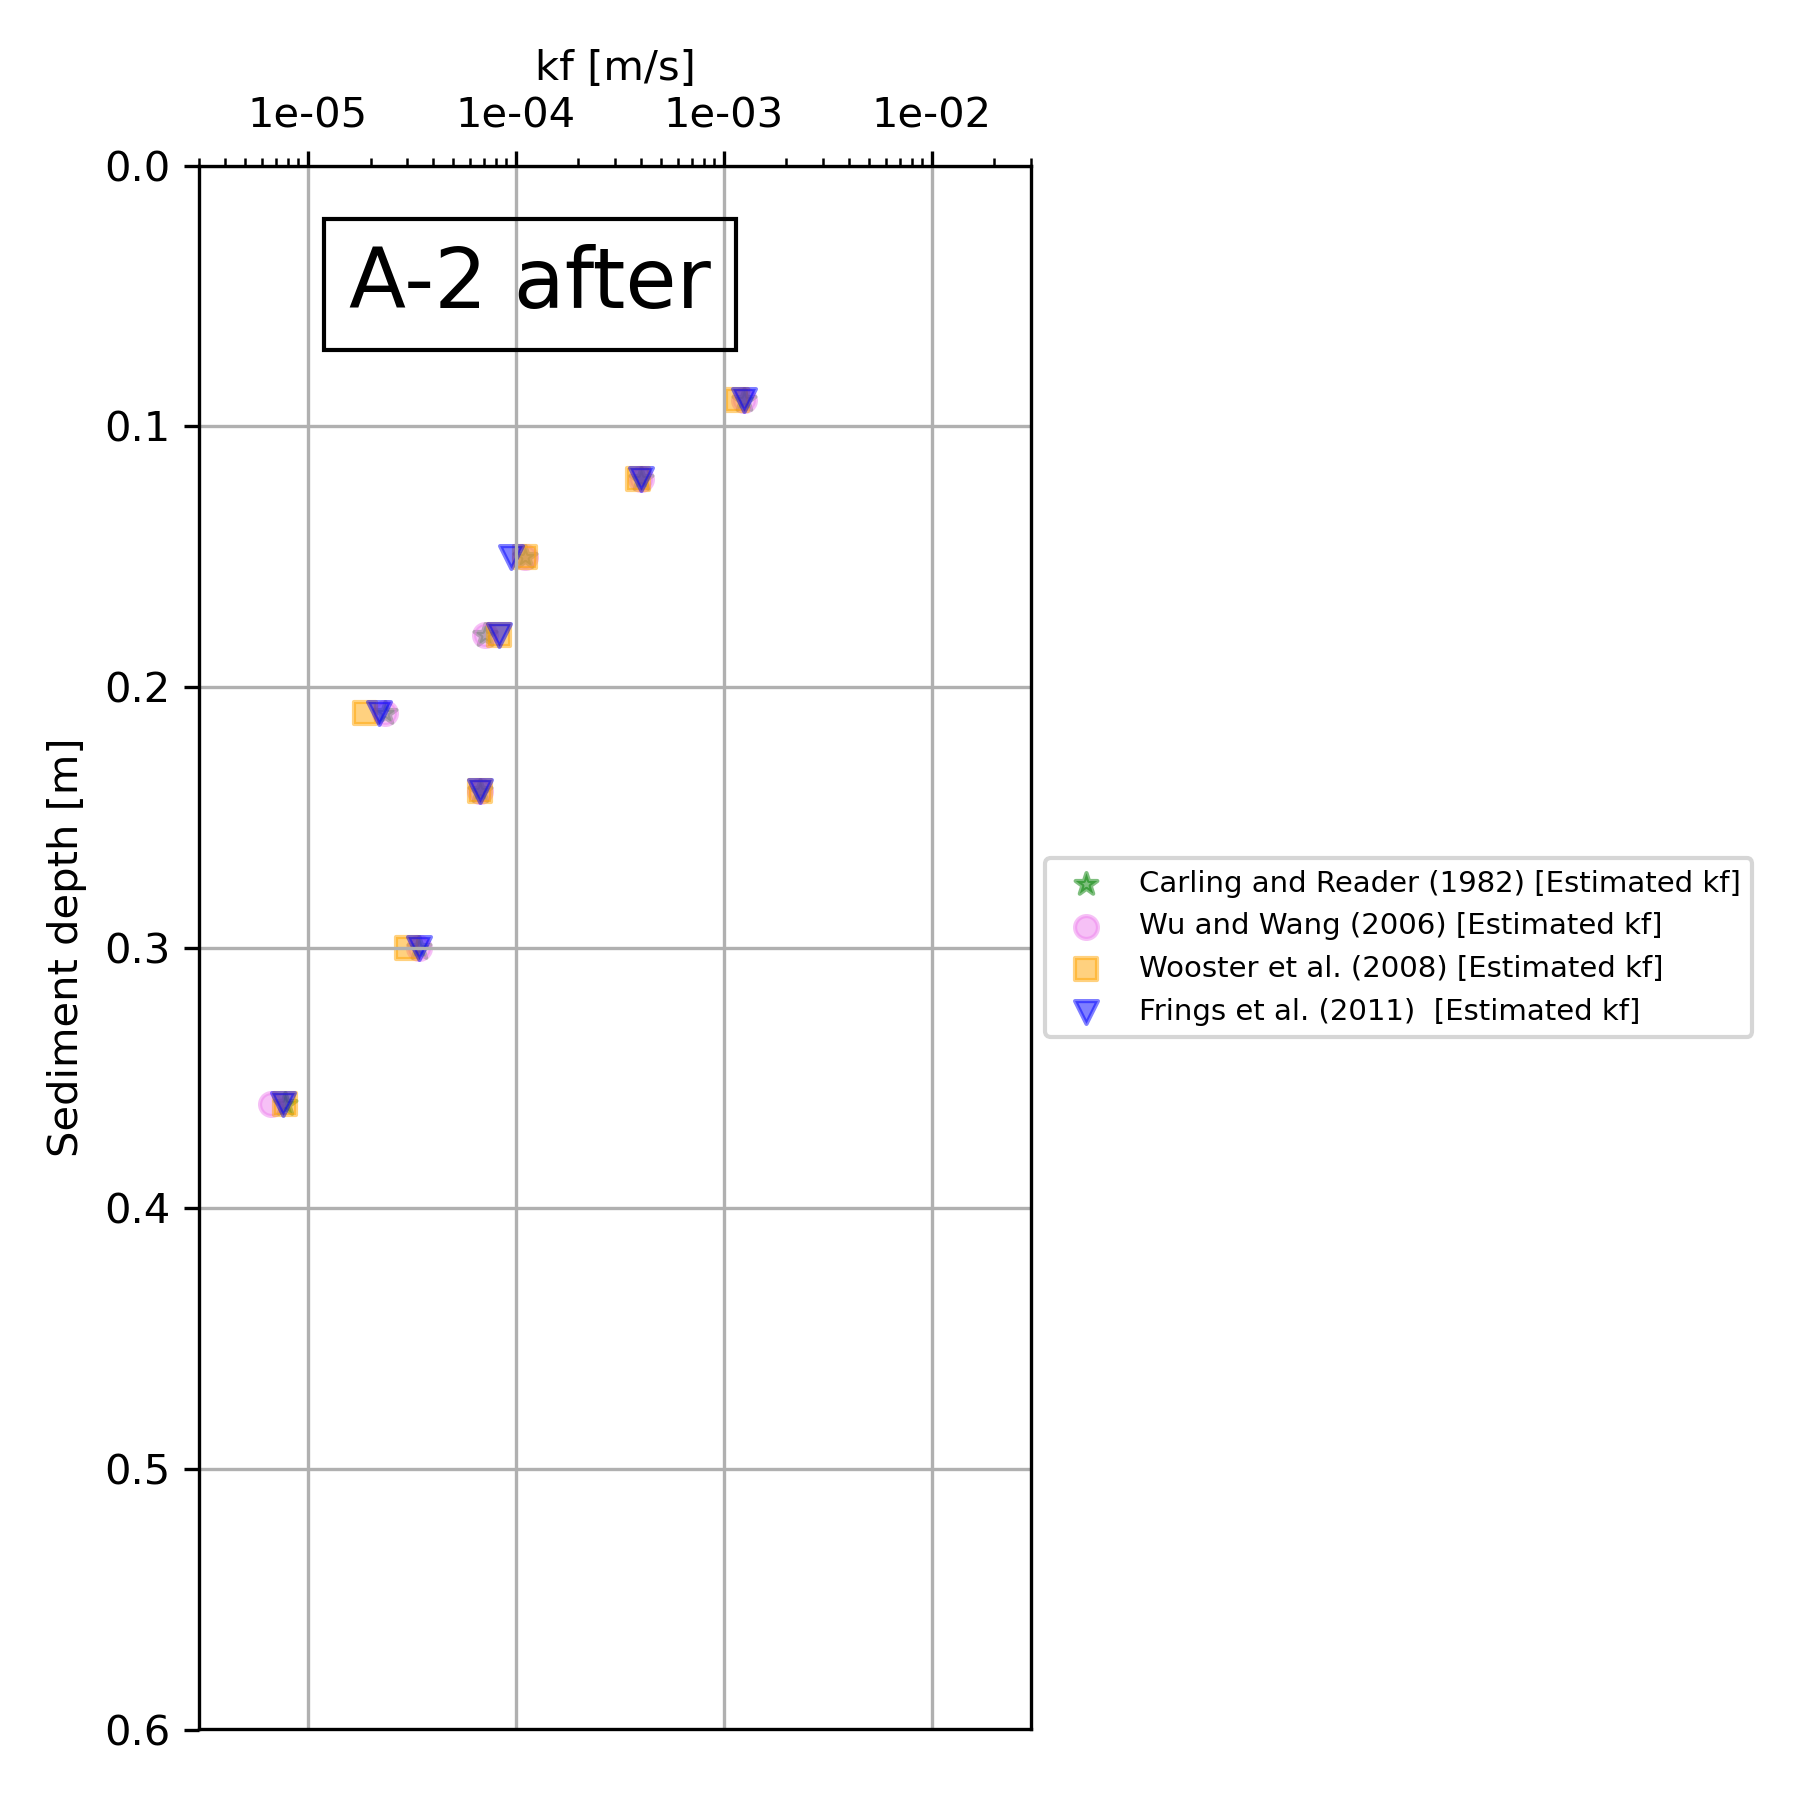 kf [m/s]
1e-05 1e-04 1e-03 1e-02
0.0
A-2 after
0.1
0.2
0.3
0.4
0.5
0.6
Sediment depth [m]
Carling and Reader (1982) [Estimated kf]
Wu and Wang (2006) [Estimated kf]
Wooster et al. (2008) [Estimated kf]
Frings et al. (2011)  [Estimated kf]